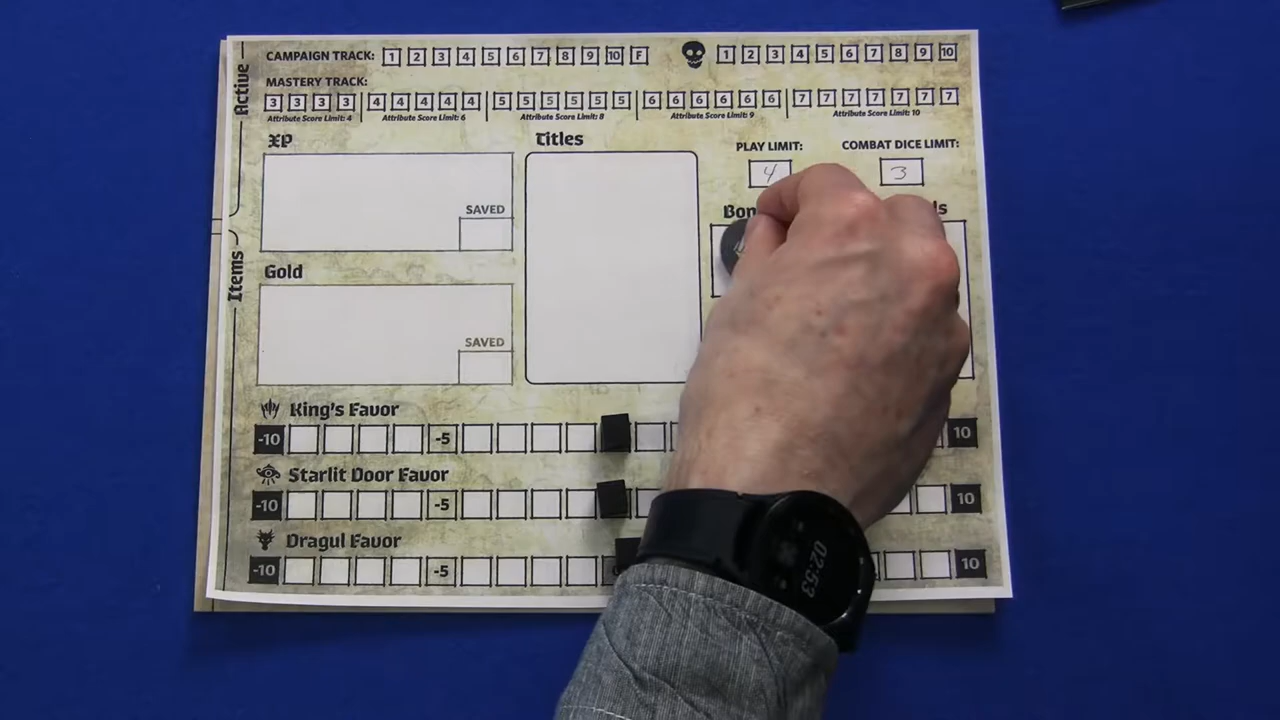 Active
CAMPAIGN TRACK: 1 2 3 4 5 6 7 8 9 10 F 1 2 3 4 5 6 7 8 9 10
MASTERY TRACK:
3 3 3 3 4 4 4 4 4 5 5 5 5 5 5 6 6 6 6 6 6 7 7 7 7 7 7 7
Attribute Score Limit: 4 Attribute Score Limit: 6 Attribute Score Limit: 8 Attribute Score Limit: 9 Attribute Score Limit: 10
XP
SAVED
Titles
PLAY LIMIT: COMBAT DICE LIMIT:
4 3
Items
Gold
SAVED
King's Favor
-10 -5 10
Starlit Door Favor
-10 -5 10
Dragul Favor
-10 -5 10
02:53